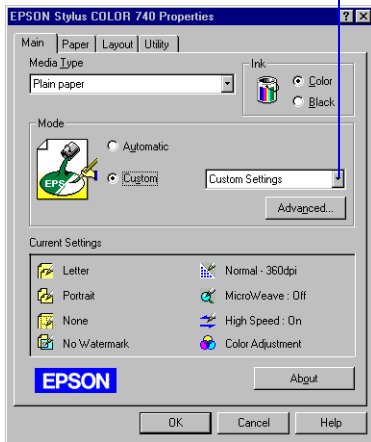 EPSON Stylus COLOR 740 Properties
Main Paper Layout Utility
Media Type
Plain paper
Ink
Color
Black
Mode
EPS
Automatic
Custom
Custom Settings
Advanced...
Current Settings
Letter
Normal - 360dpi
Portrait
MicroWeave : Off
None
High Speed : On
No Watermark
Color Adjustment
EPSON
About
OK Cancel Help